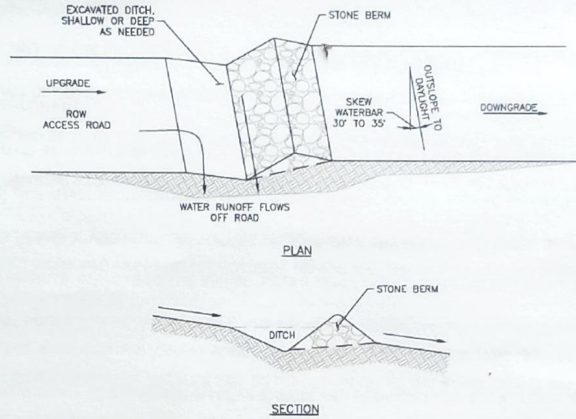 EXCAVATED DITCH,
SHALLOW OR DEEP
AS NEEDED
STONE BERM
UPGRADE
ROW
ACCESS ROAD
SKEW
WATERBAR
30' TO 35'
OUTSLOPE TO
DAYLIGHT
DOWNGRADE
WATER RUNOFF FLOWS
OFF ROAD
PLAN
STONE BERM
DITCH
SECTION